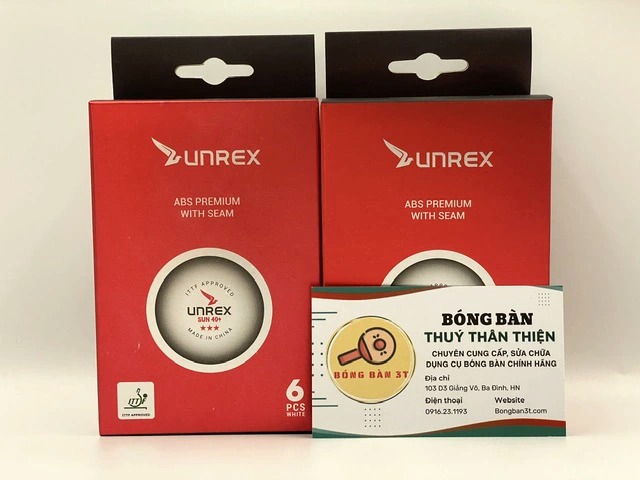 UNREX
ABS PREMIUM
WITH SEAM
ITTF APPROVED
UNREX
SUN 40+
★★★
MADE IN CHINA
ITTF
ITTF APPROVED
6
PCS
WHITE
UNREX
ABS PREMIUM
WITH SEAM
BÓNG BÀN 3T
BÓNG BÀN
THUÝ THÂN THIỆN
CHUYÊN CUNG CẤP, SỬA CHỮA
DỤNG CỤ BÓNG BÀN CHÍNH HÃNG
Địa chỉ
103 D3 Giảng Võ, Ba Đình, HN
Điện thoại Website
0916.23.1193 Bongban3t.com